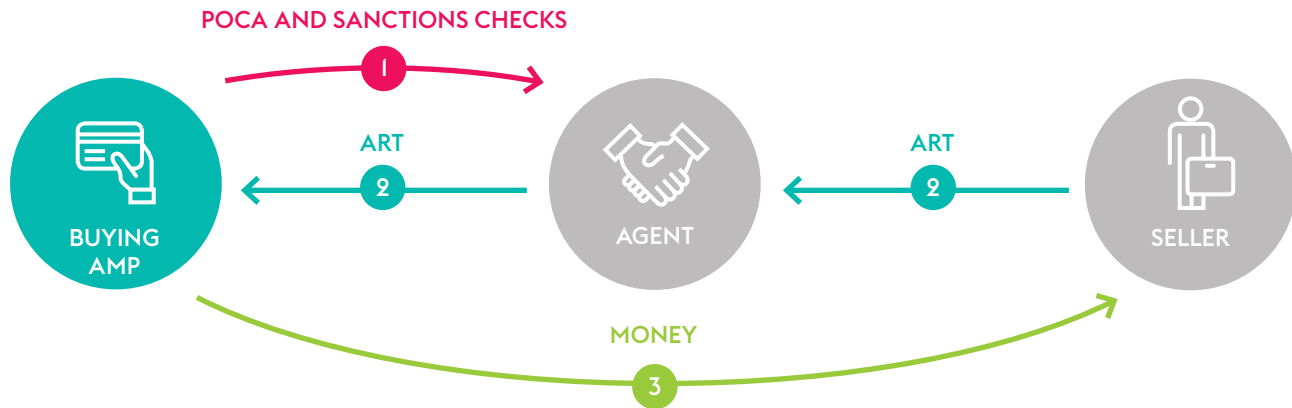 POCA AND SANCTIONS CHECKS
1
ART
2
ART
2
BUYING
AMP
AGENT
SELLER
MONEY
3